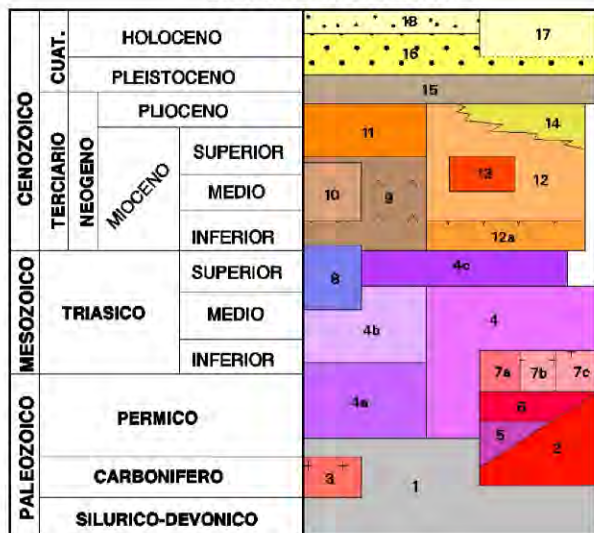 HOLOCENO
18
17
CUAT.
16
PLEISTOCENO
15
CENOZOICO
TERCIARIO
NEOGENO
PLIOCENO
11
14
MIOCENO
SUPERIOR
MEDIO
INFERIOR
10
9
13
12
12a
MESOZOICO
TRIASICO
SUPERIOR
MEDIO
INFERIOR
8
4c
4b
4
7a
7b
7c
PALEOZOICO
PERMICO
4a
6
5
2
CARBONIFERO
3
1
SILURICO-DEVONICO